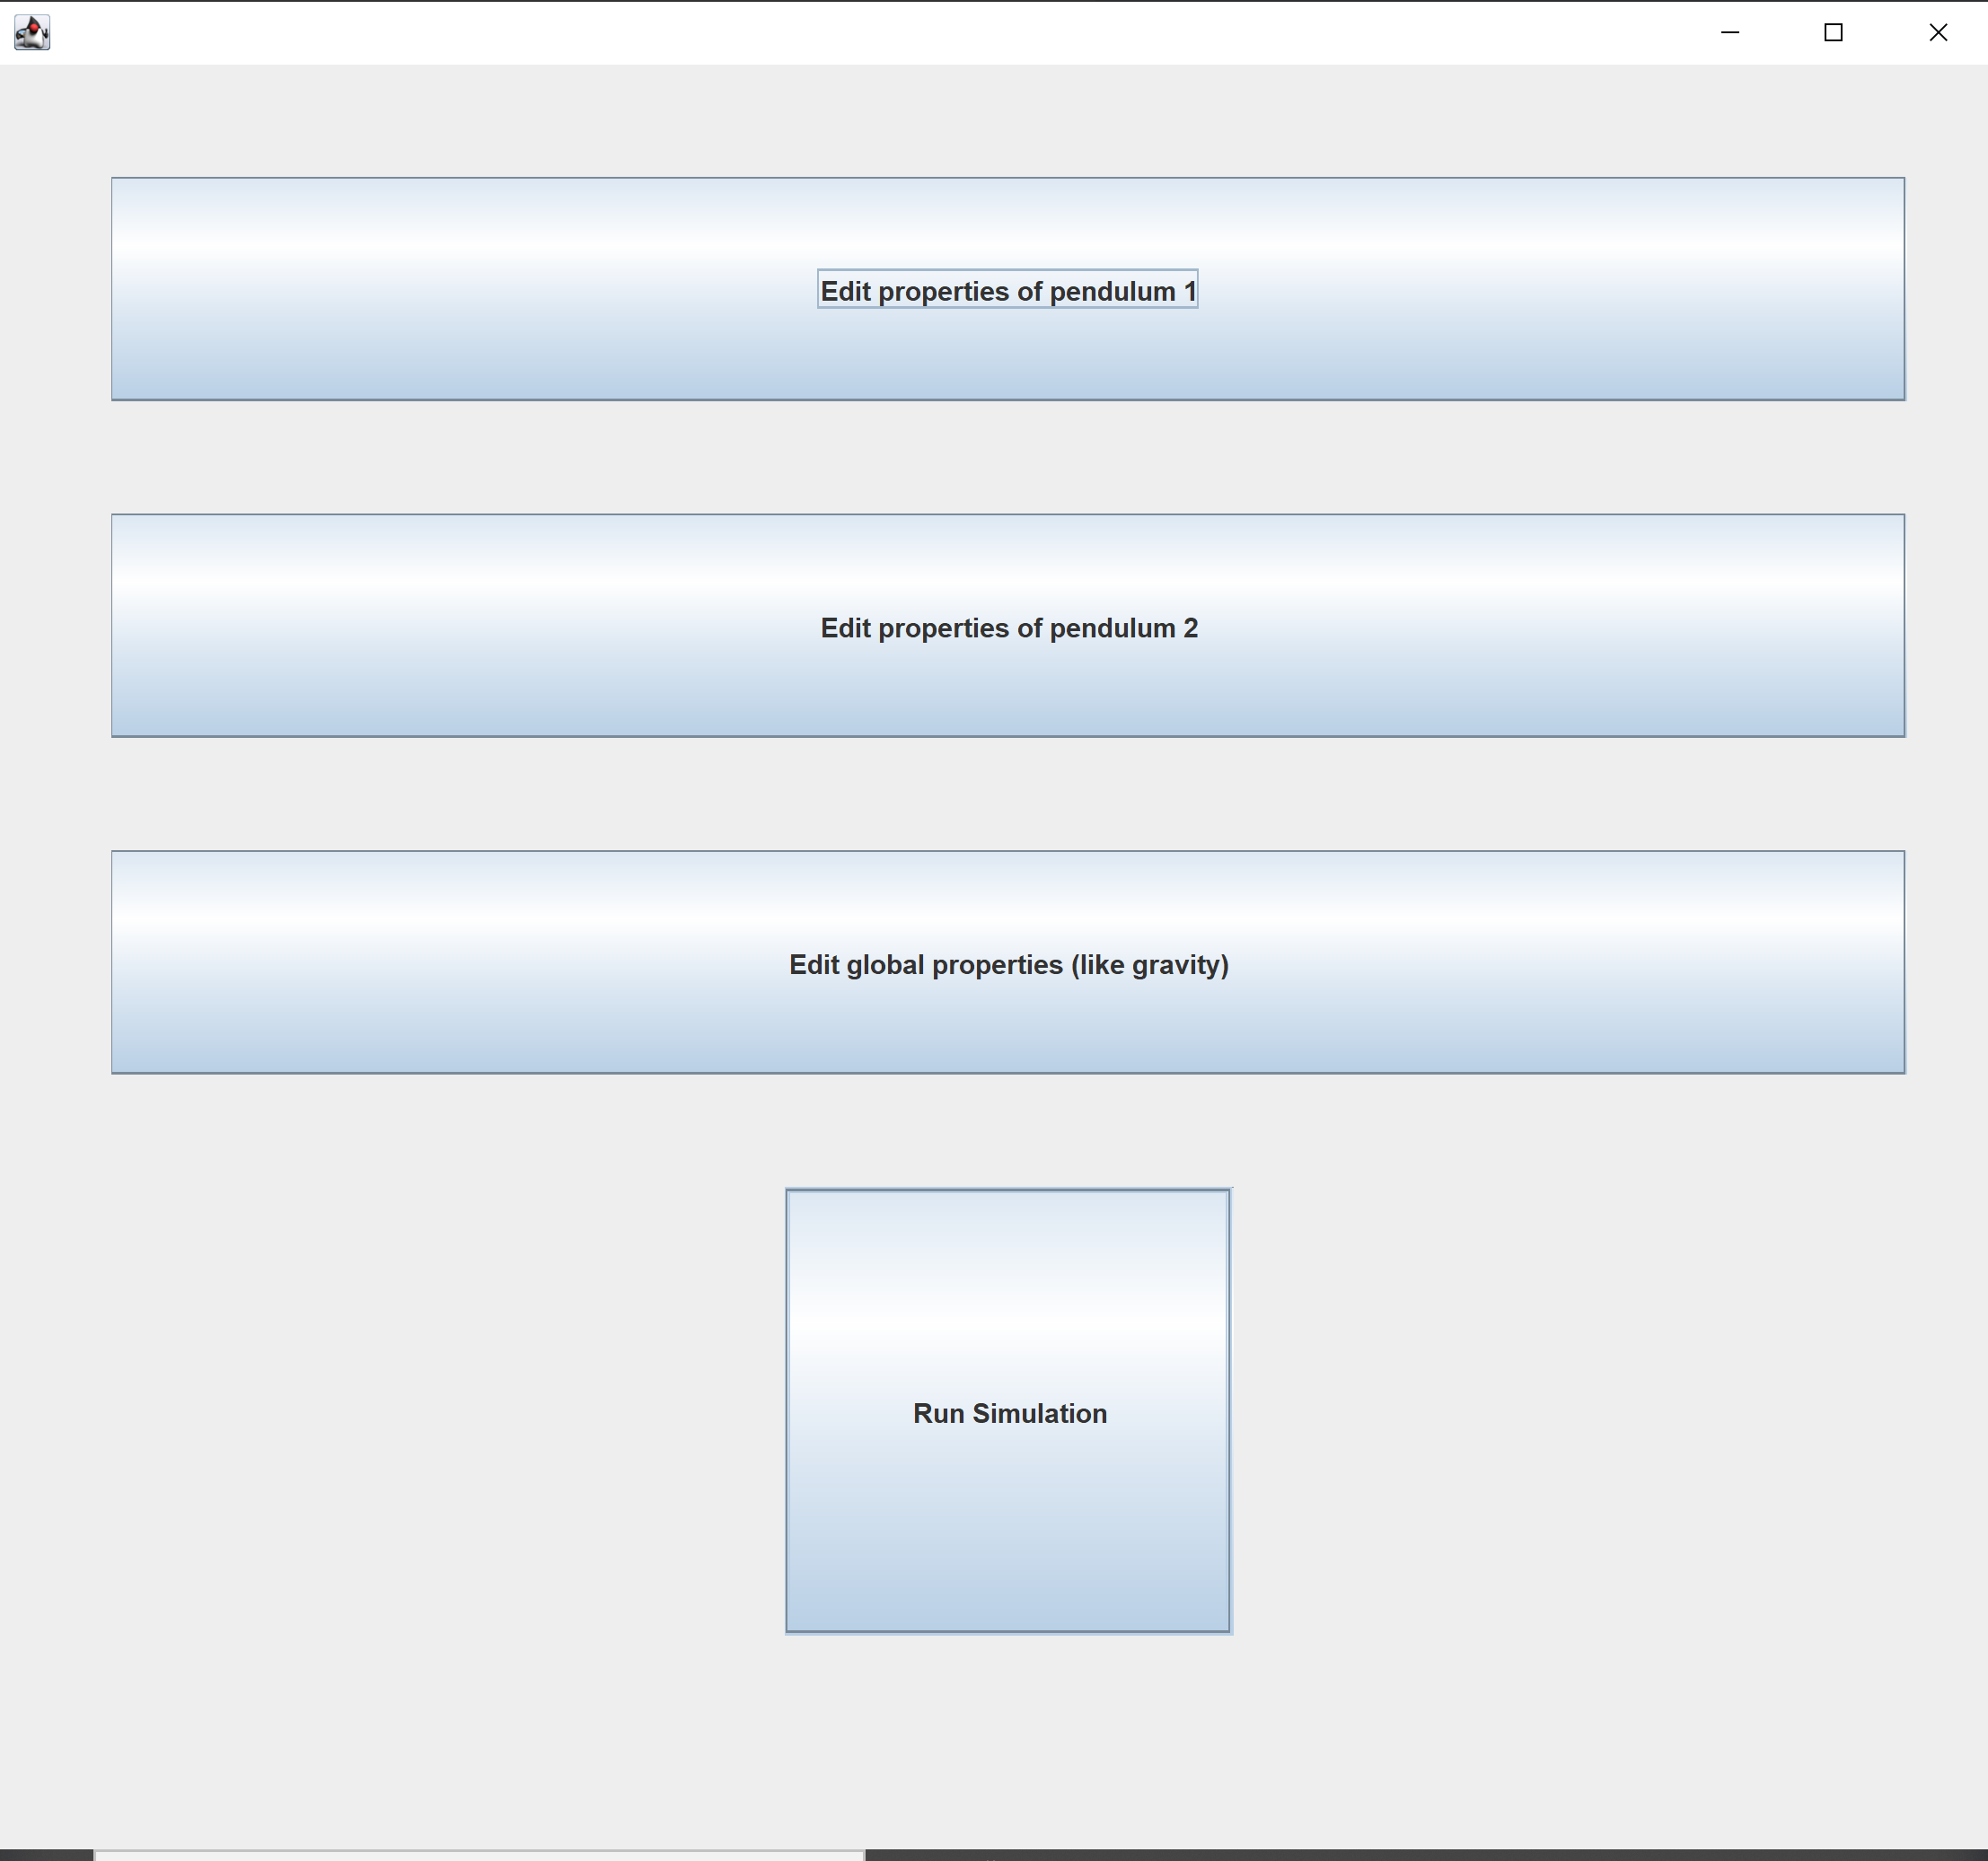 Edit properties of pendulum 1
Edit properties of pendulum 2
Edit global properties (like gravity)
Run Simulation